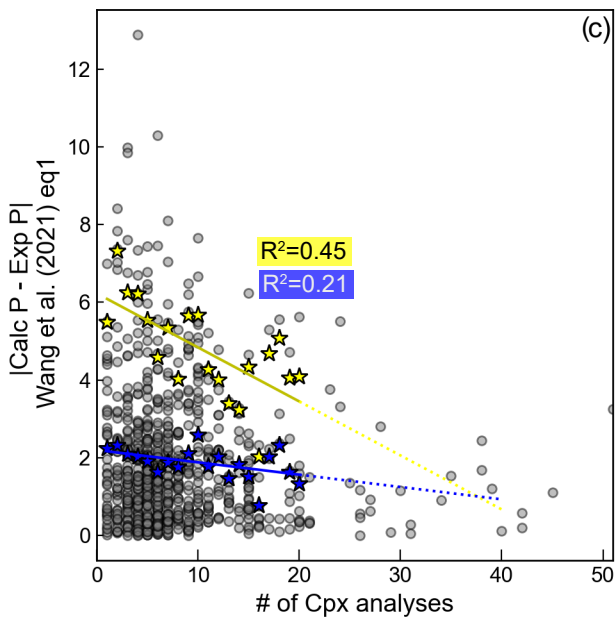 (c)
|Calc P - Exp P|
Wang et al. (2021) eq1
12
10
8
6
4
2
0
R²=0.45
R²=0.21
0
10
20
30
40
50
# of Cpx analyses